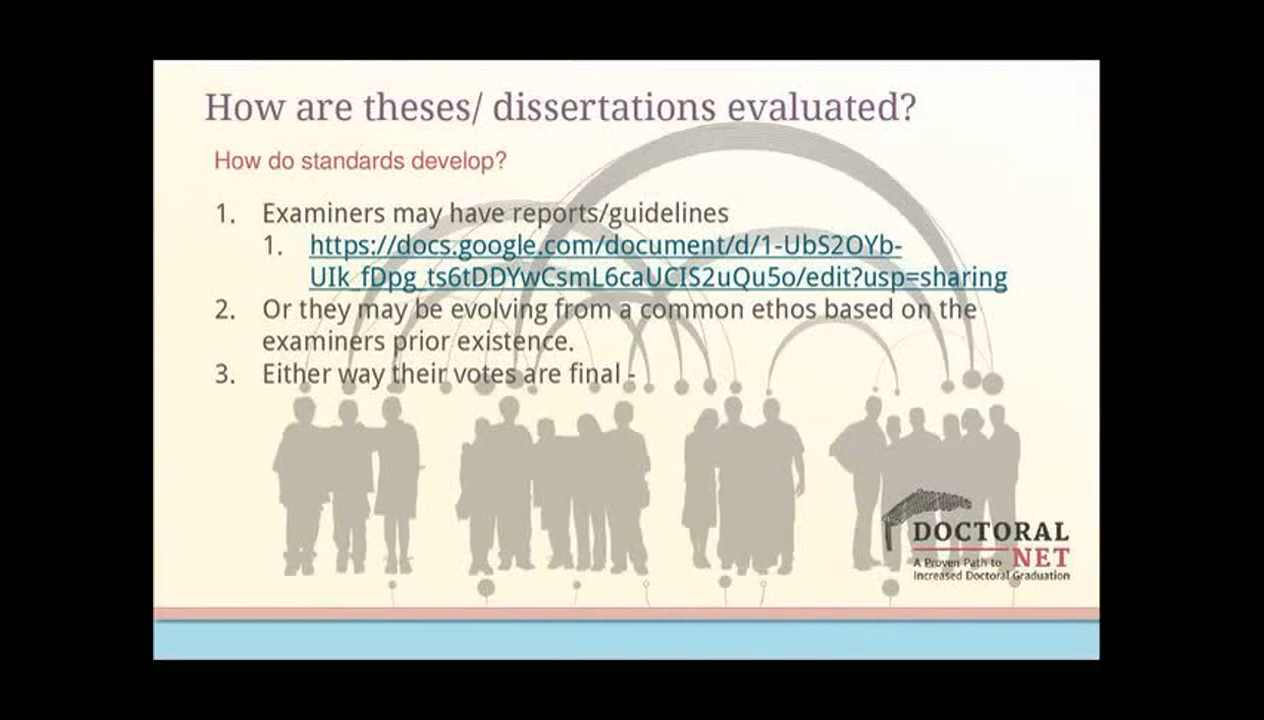 How are theses/ dissertations evaluated?
How do standards develop?
1. Examiners may have reports/guidelines
1. https://docs.google.com/document/d/1-UbS2OYb-
UIk_fDpg_ts6tDDYwCsmL6caUCIS2uQu5o/edit?usp=sharing
2. Or they may be evolving from a common ethos based on the
examiners prior existence.
3. Either way their votes are final -
DOCTORAL
NET
A Proven Path to
Increased Doctoral Graduation